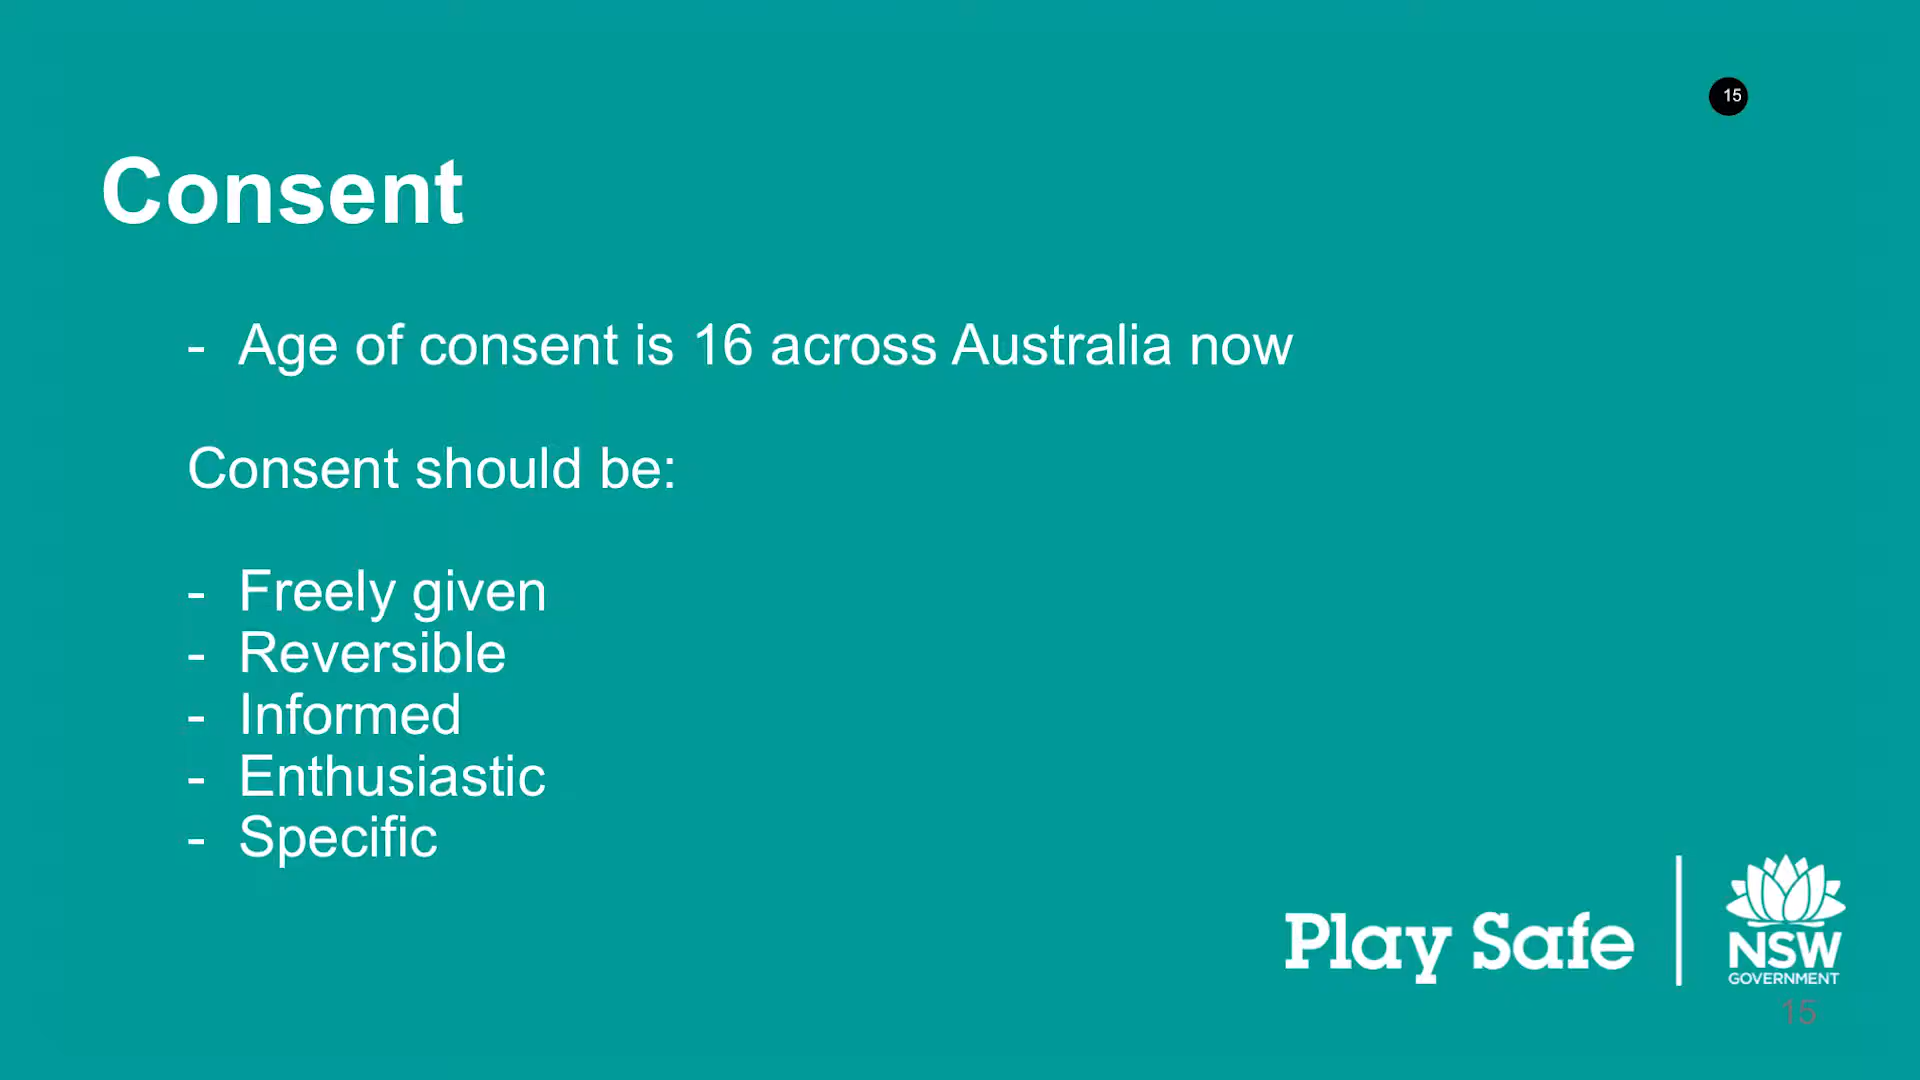 15
Consent
- Age of consent is 16 across Australia now
Consent should be:
- Freely given
- Reversible
- Informed
- Enthusiastic
- Specific
Play Safe
NSW
GOVERNMENT
15